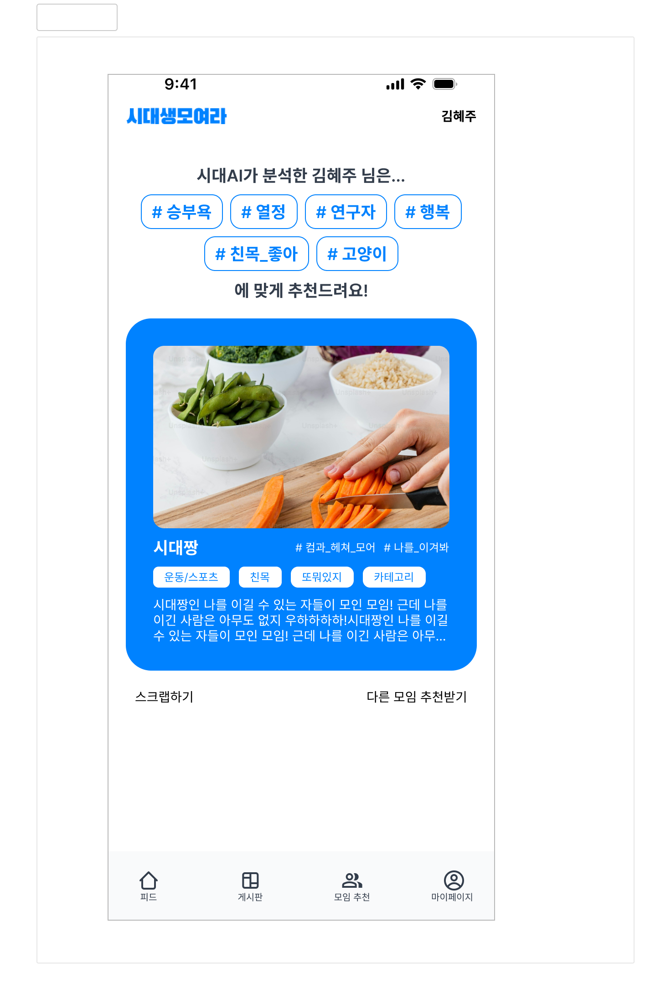 9:41
시대생모여라
김혜주
시대AI가 분석한 김혜주 님은...
# 승부욕 # 열정 # 연구자 # 행복
# 친목_좋아 # 고양이
에 맞게 추천드려요!
Unsplash+
시대짱 # 컴과_헤쳐_모여 # 나를_이겨봐
운동/스포츠 친목 또뭐있지 카테고리
시대짱인 나를 이길 수 있는 자들이 모인 모임! 근데 나를
이긴 사람은 아무도 없지 우하하하하!시대짱인 나를 이길
수 있는 자들이 모인 모임! 근데 나를 이긴 사람은 아무...
스크랩하기 다른 모임 추천받기
피드 게시판 모임 추천 마이페이지